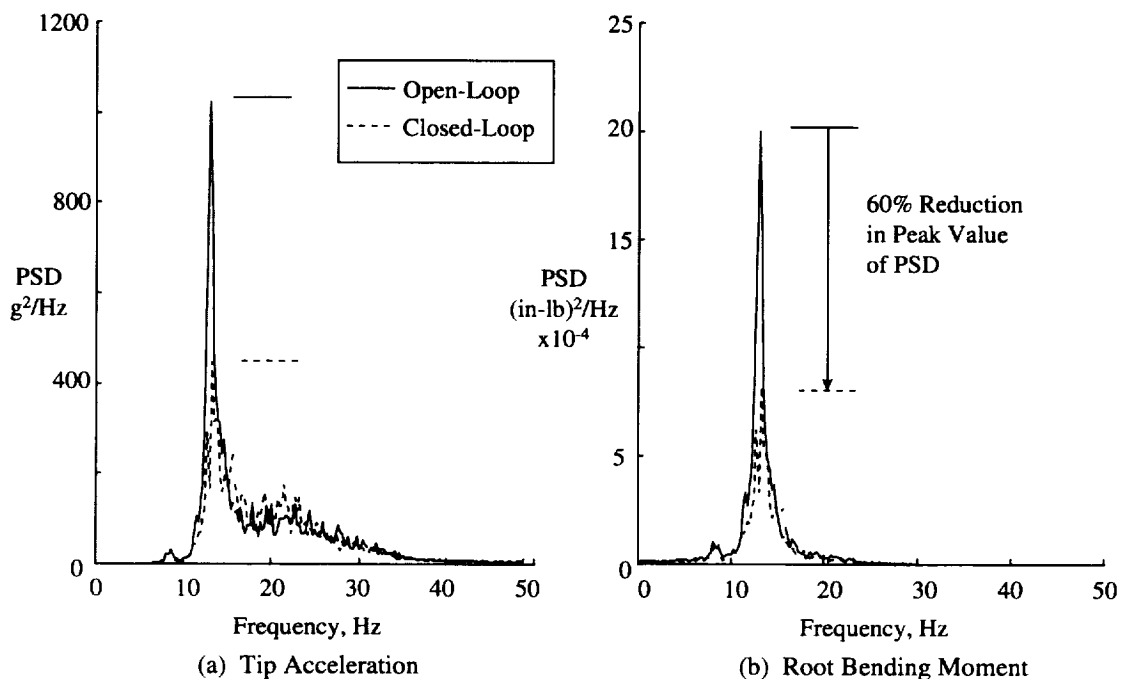 1200
800
PSD
g²/Hz
400
0
0
10
20
30
40
50
Frequency, Hz
(a) Tip Acceleration
Open-Loop
Closed-Loop
25
20
15
PSD
(in-lb)²/Hz
x10⁻⁴
5
0
0
10
20
30
40
50
Frequency, Hz
(b) Root Bending Moment
60% Reduction
in Peak Value
of PSD